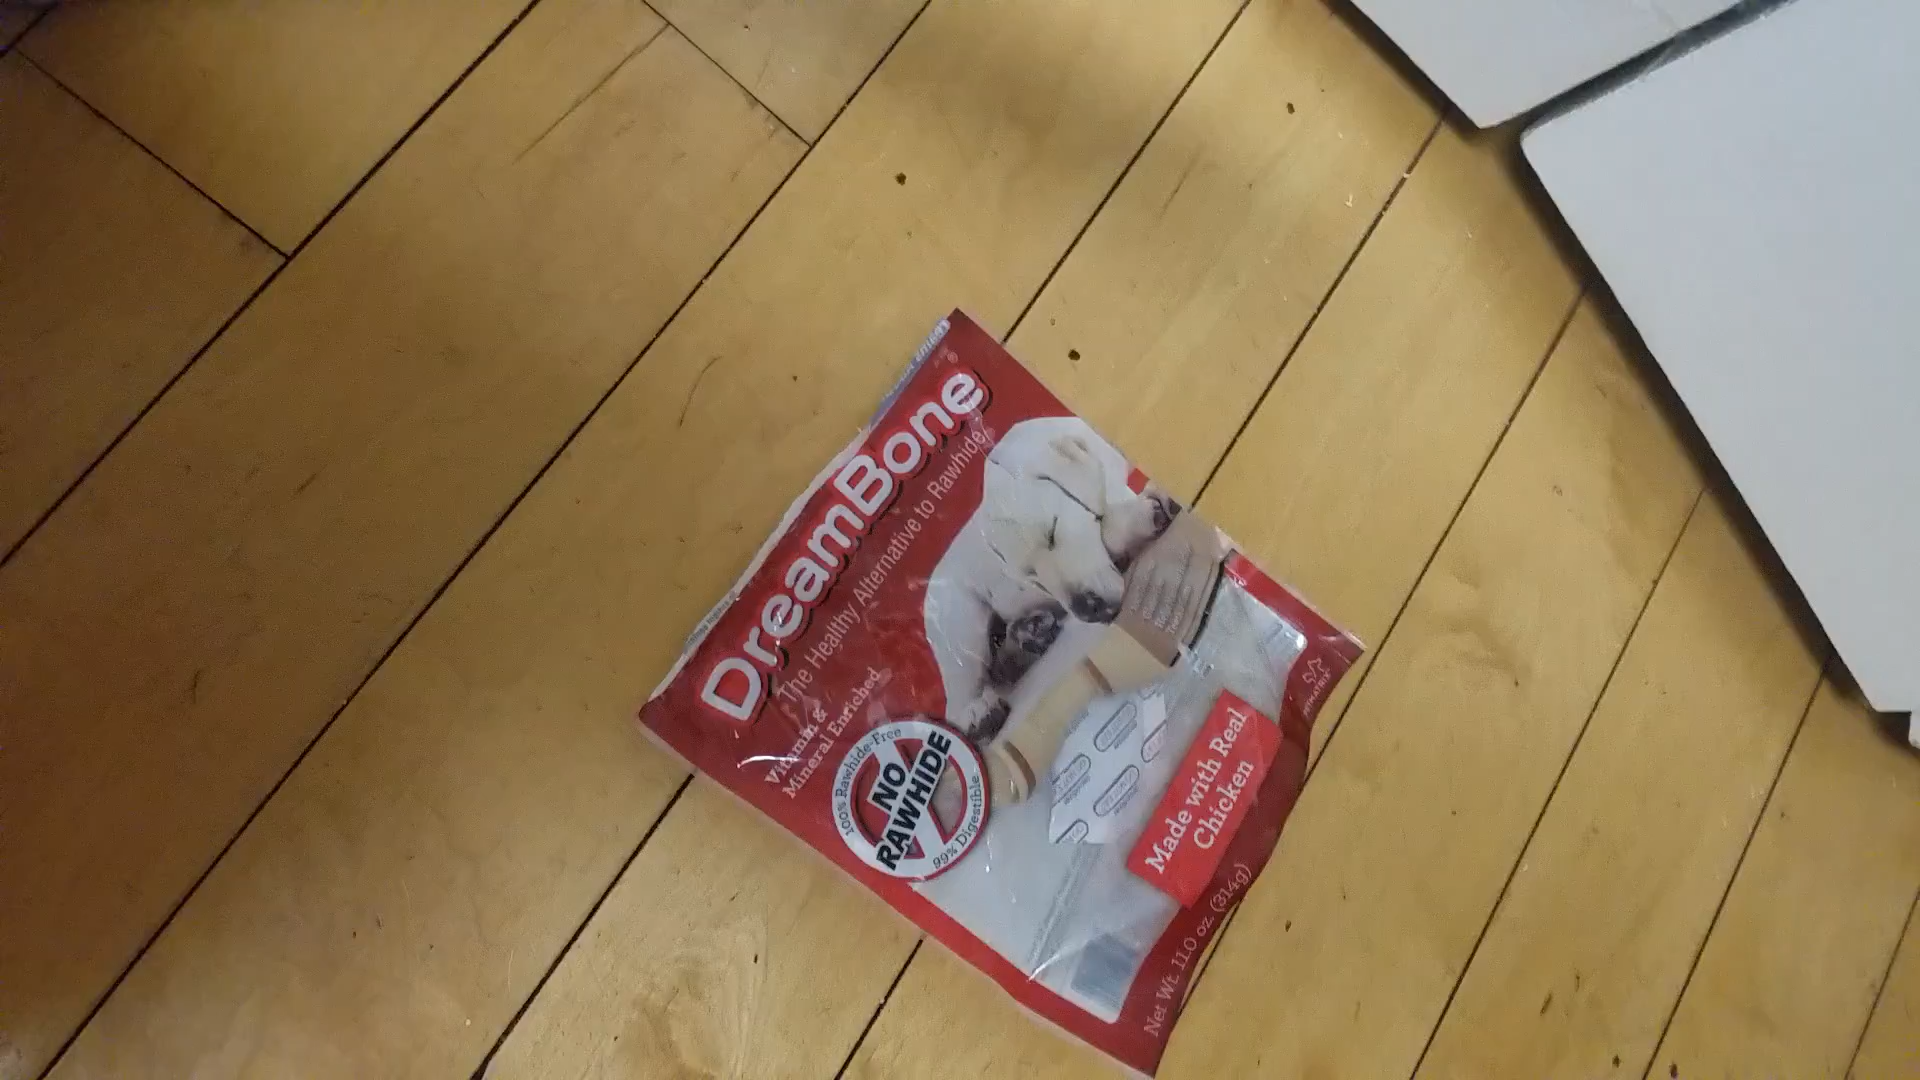 DreamBone®
The Healthy Alternative to Rawhide
Vitamin &
Mineral Enriched
100% Rawhide-Free
NO
RAWHIDE
99% Digestible
Made with Real
Chicken
PETMATRIX
Net Wt. 11.0 oz. (314g)